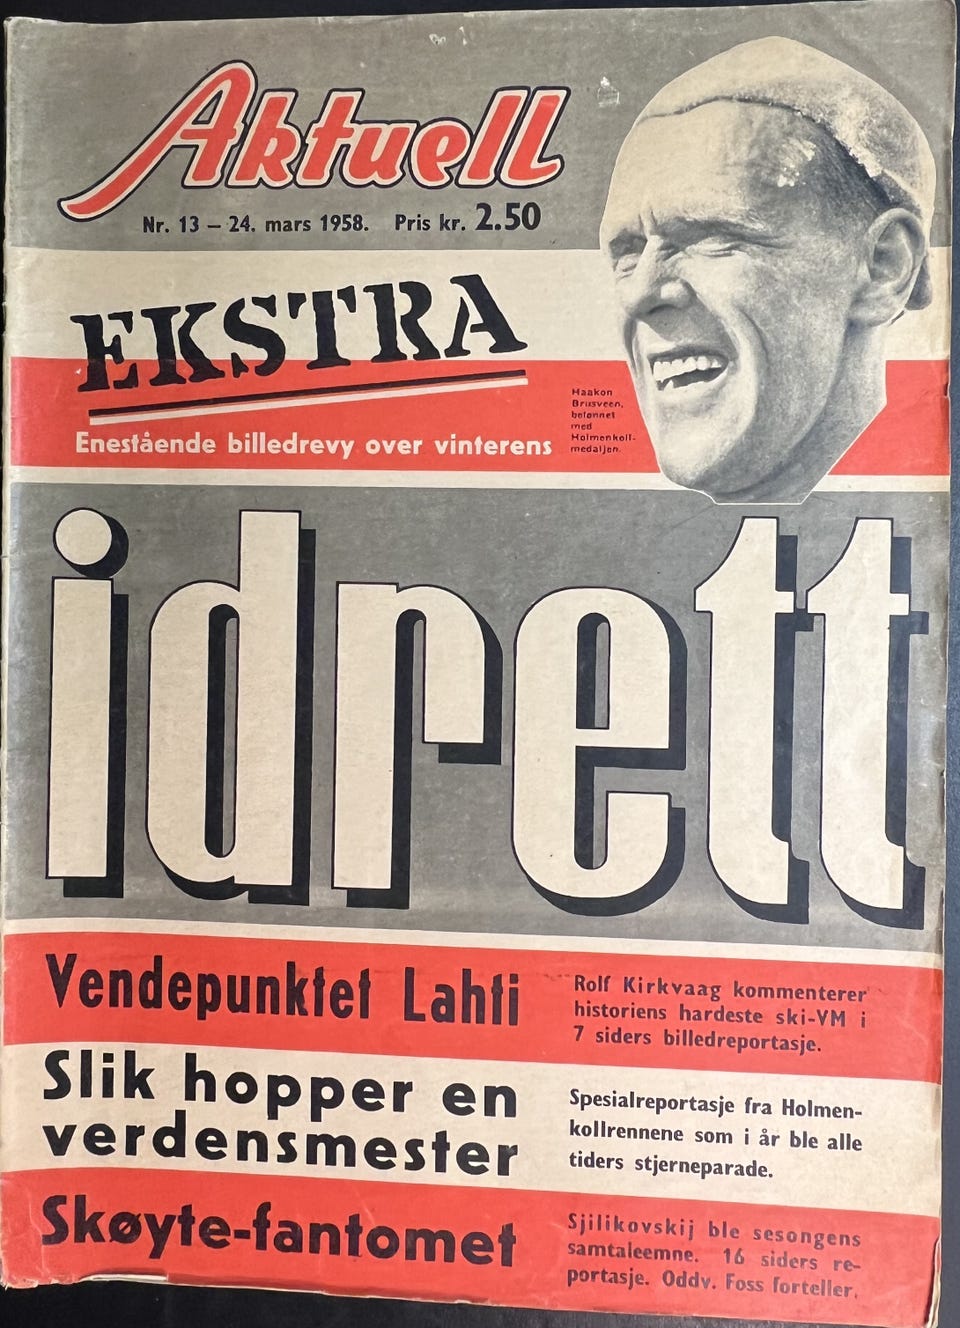 Aktuell
Nr. 13 – 24. mars 1958. Pris kr. 2.50
EKSTRA
Enestående billedrevy over vinterens
Haakon
Brusveen,
belønnet
med
Holmenkoll-
medaljen.
idrett
Vendepunktet Lahti
Rolf Kirkvaag kommenterer
historiens hardeste ski-VM i
7 siders billedreportasje.
Slik hopper en
verdensmester
Spesialreportasje fra Holmen-
kollrennene som i år ble alle
tiders stjerneparade.
Skøyte-fantomet
Sjilikovskij ble sesongens
samtaleemne. 16 siders re-
portasje. Oddv. Foss forteller.